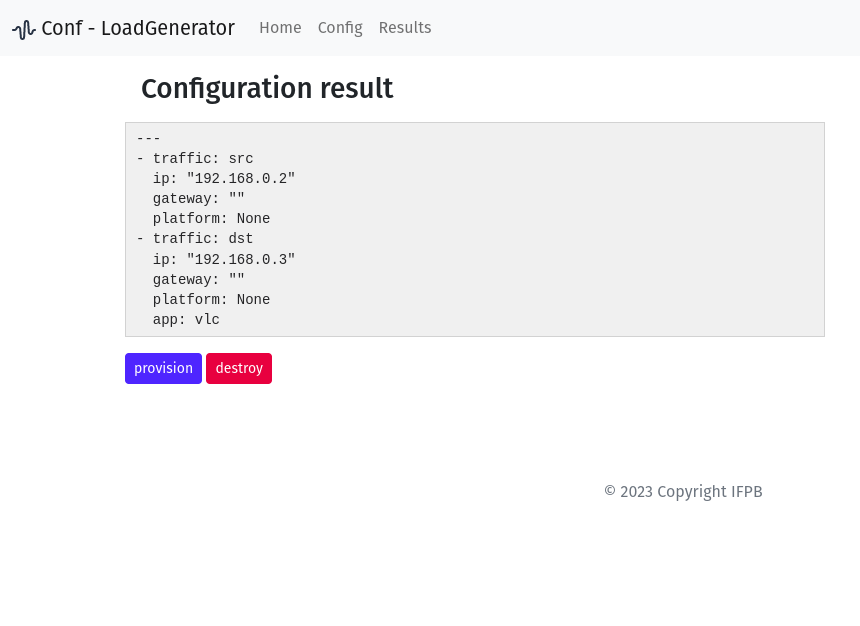 Conf - LoadGenerator Home Config Results
Configuration result
---
- traffic: src
  ip: "192.168.0.2"
  gateway: ""
  platform: None
- traffic: dst
  ip: "192.168.0.3"
  gateway: ""
  platform: None
  app: vlc
provision destroy
© 2023 Copyright IFPB